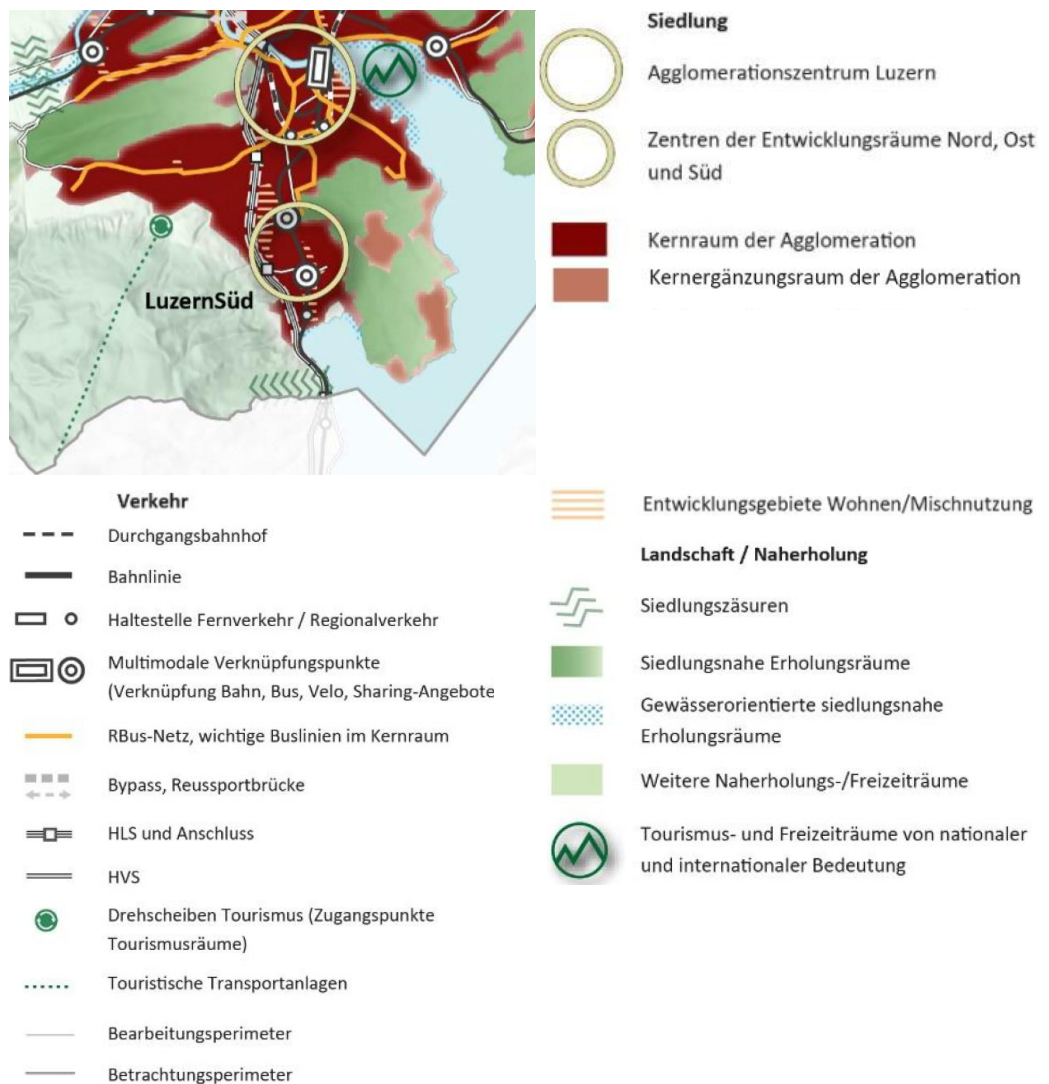 LuzernSüd
Siedlung
Agglomerationszentrum Luzern
Zentren der Entwicklungsräume Nord, Ost
und Süd
Kernraum der Agglomeration
Kernergänzungsraum der Agglomeration
Verkehr
Durchgangsbahnhof
Bahnlinie
Haltestelle Fernverkehr / Regionalverkehr
Multimodale Verknüpfungspunkte
(Verknüpfung Bahn, Bus, Velo, Sharing-Angebote
RBus-Netz, wichtige Buslinien im Kernraum
Bypass, Reussportbrücke
HLS und Anschluss
HVS
Drehscheiben Tourismus (Zugangspunkte
Tourismusräume)
Touristische Transportanlagen
Bearbeitungsperimeter
Betrachtungsperimeter
Entwicklungsgebiete Wohnen/Mischnutzung
Landschaft / Naherholung
Siedlungszäsuren
Siedlungsnahe Erholungsräume
Gewässerorientierte siedlungsnahe
Erholungsräume
Weitere Naherholungs-/Freizeiträume
Tourismus- und Freizeiträume von nationaler
und internationaler Bedeutung